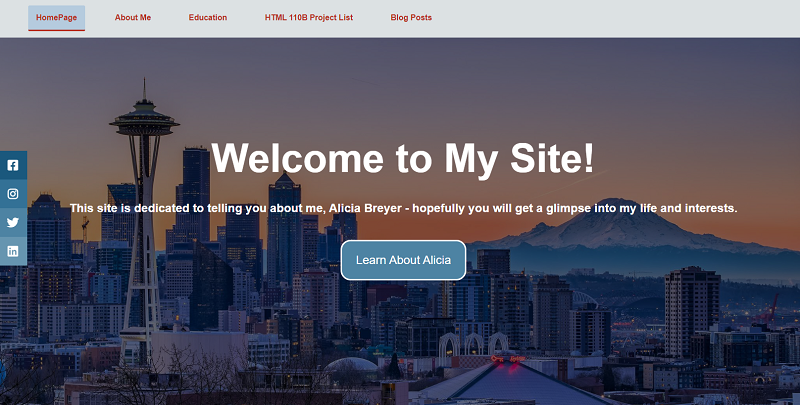 HomePage About Me Education HTML 110B Project List Blog Posts
Welcome to My Site!
This site is dedicated to telling you about me, Alicia Breyer - hopefully you will get a glimpse into my life and interests.
Learn About Alicia